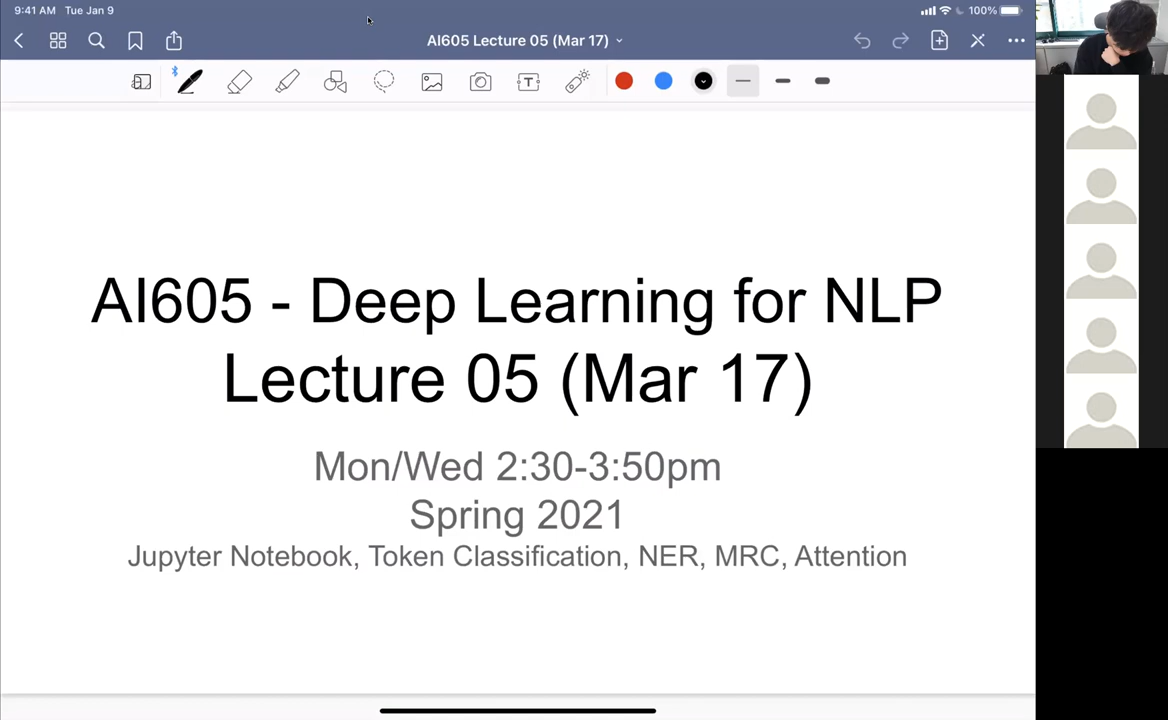 9:41 AM Tue Jan 9
100%
AI605 Lecture 05 (Mar 17)
AI605 - Deep Learning for NLP
Lecture 05 (Mar 17)
Mon/Wed 2:30-3:50pm
Spring 2021
Jupyter Notebook, Token Classification, NER, MRC, Attention